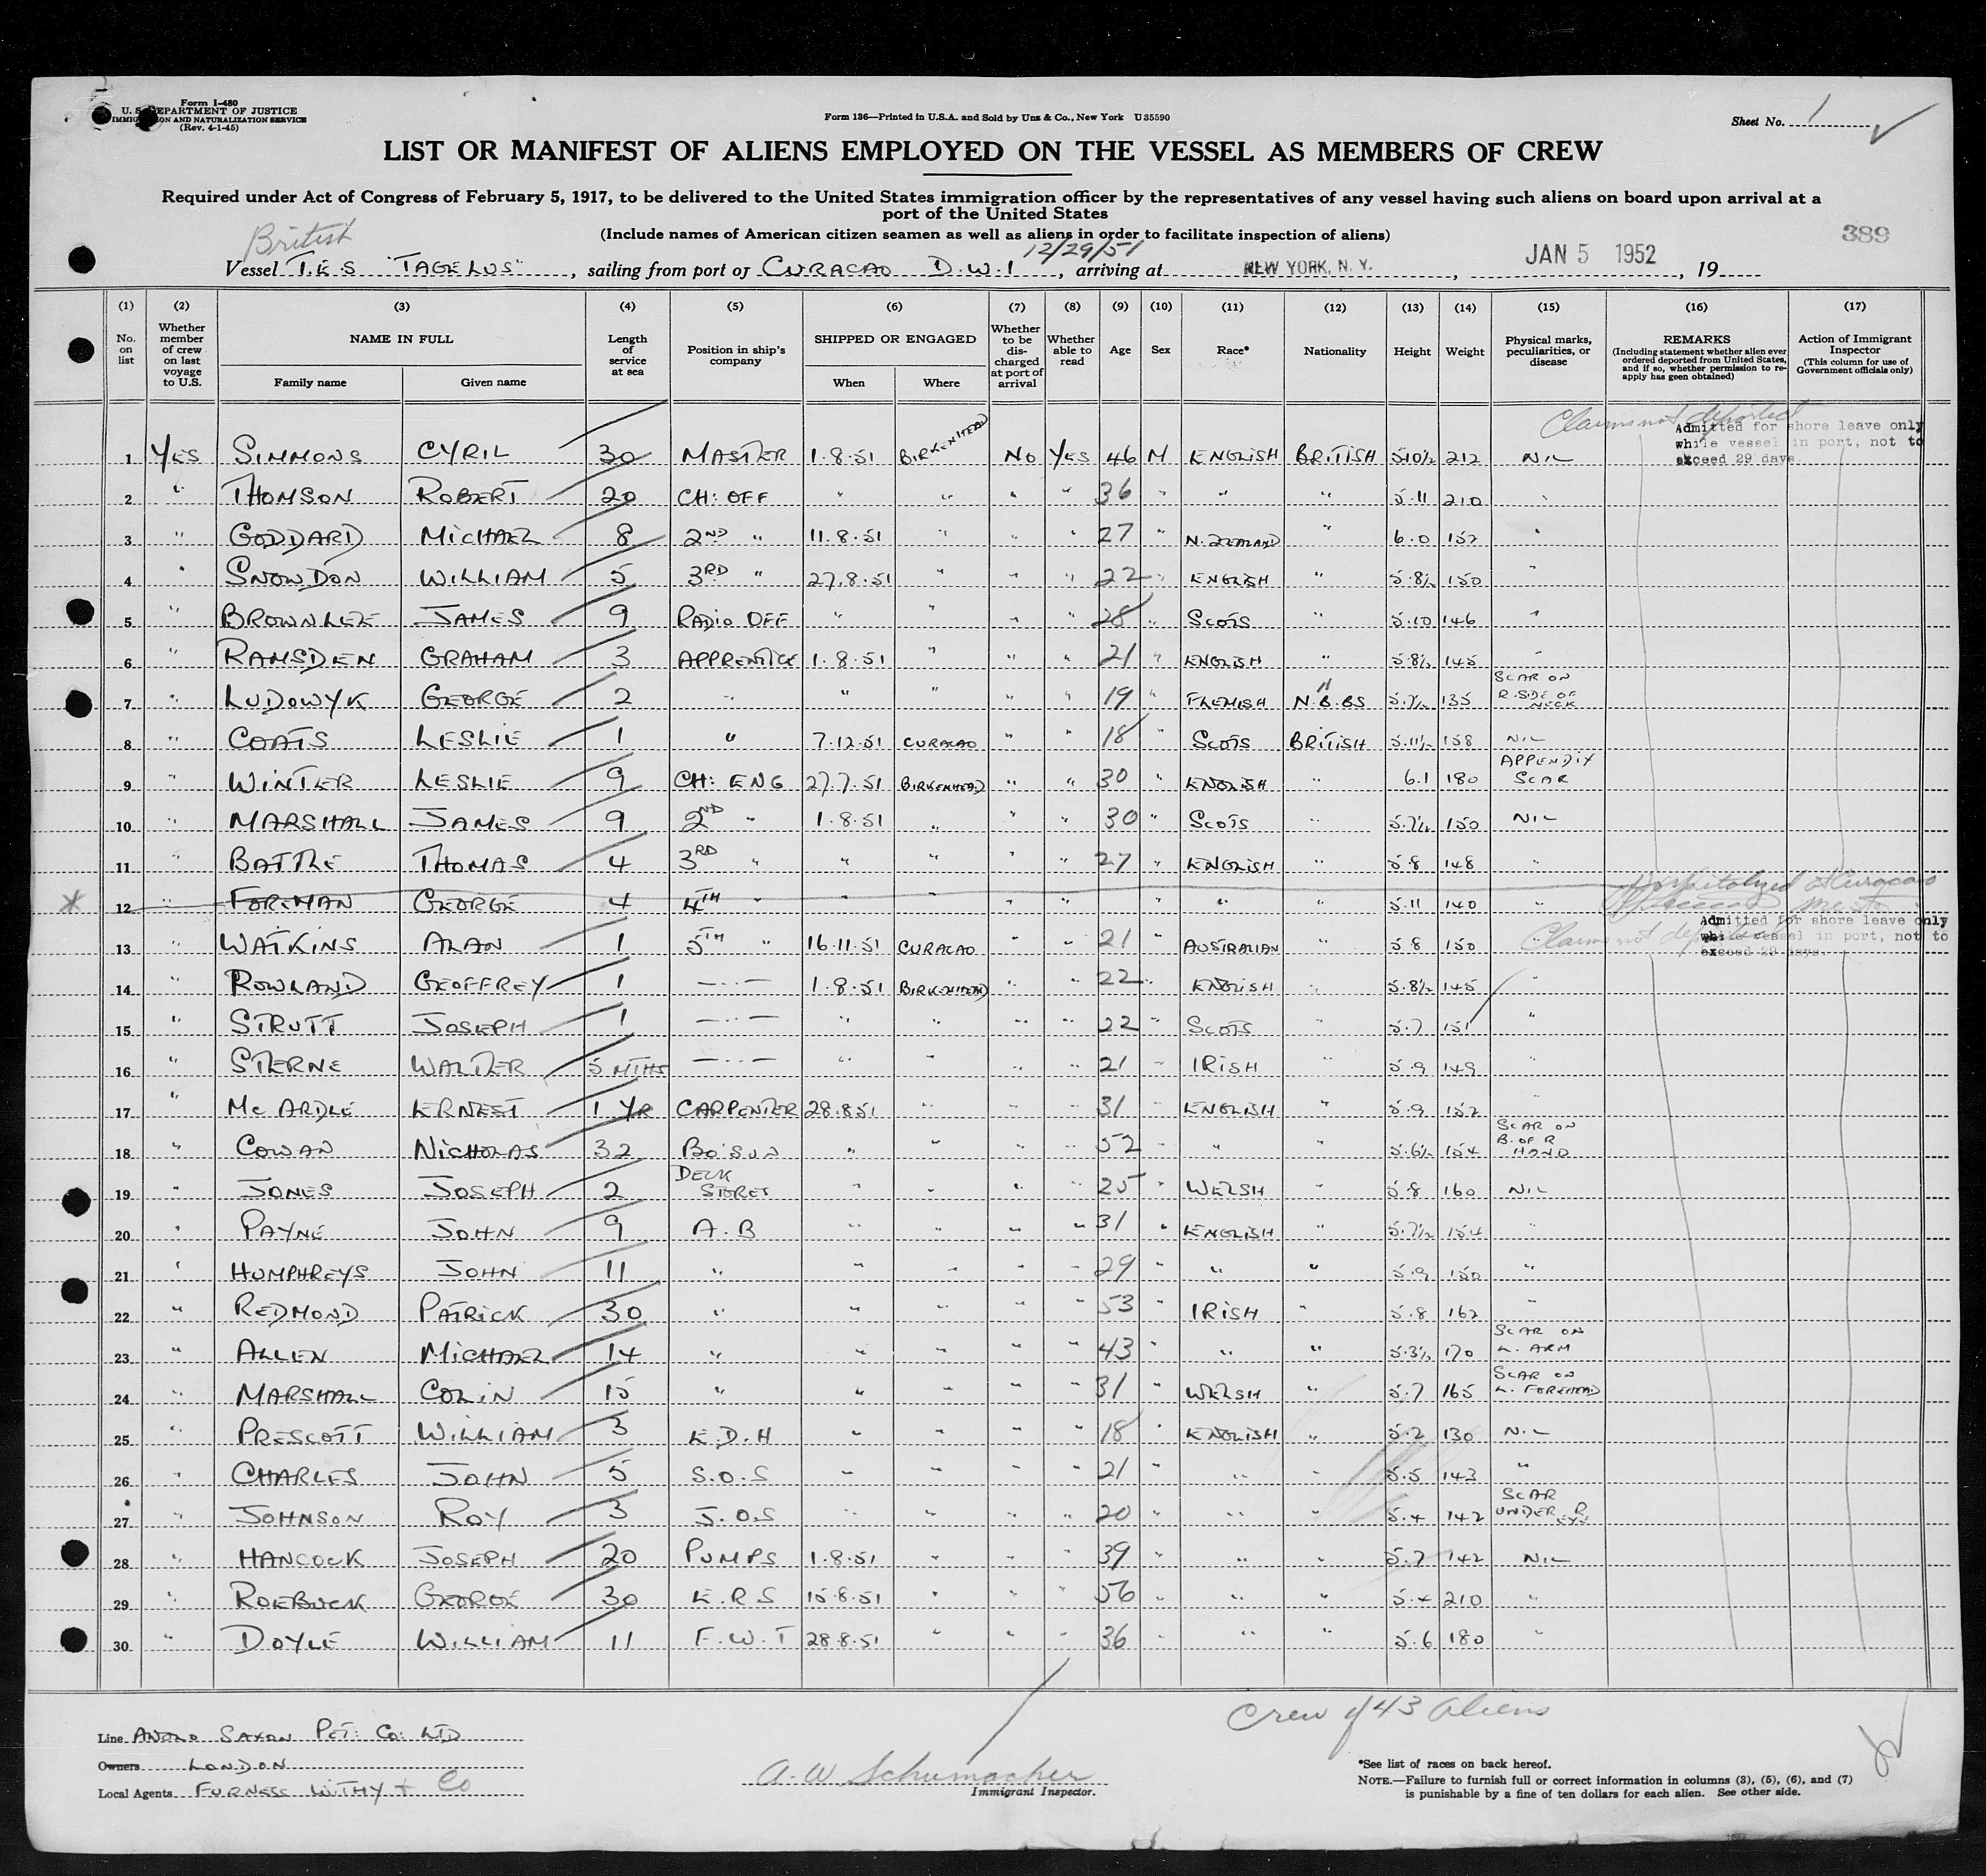 Form I-480
U. S. DEPARTMENT OF JUSTICE
IMMIGRATION AND NATURALIZATION SERVICE
(Rev. 4-1-45)
Form 136—Printed in U.S.A. and Sold by Unz & Co., New York U35590
Sheet No. 1
LIST OR MANIFEST OF ALIENS EMPLOYED ON THE VESSEL AS MEMBERS OF CREW
Required under Act of Congress of February 5, 1917, to be delivered to the United States immigration officer by the representatives of any vessel having such aliens on board upon arrival at a
port of the United States
(Include names of American citizen seamen as well as aliens in order to facilitate inspection of aliens)
389
British
12/29/51
Vessel T.E.S "TAGELUS", sailing from port of CURACAO D.W.I, arriving at NEW YORK, N. Y., JAN 5 1952, 19
(1) (2) (3) (4) (5) (6) (7) (8) (9) (10) (11) (12) (13) (14) (15) (16) (17)
No. on list
Whether member of crew on last voyage to U.S.
NAME IN FULL
Family name
Given name
Length of service at sea
Position in ship's company
SHIPPED OR ENGAGED
When
Where
Whether to be discharged at port of arrival
Whether able to read
Age
Sex
Race*
Nationality
Height
Weight
Physical marks, peculiarities, or disease
REMARKS
(Including statement whether alien ever ordered deported from United States, and if so, whether permission to re-apply has geen obtained)
Action of Immigrant Inspector
(This column for use of Government officials only)
Claims not deported
Admitted for shore leave only
while vessel in port, not to
exceed 29 days.
1 YES SIMMONS CYRIL 30 MASTER 1.8.51 BIRKENHEAD NO YES 46 M ENGLISH BRITISH 5.10½ 212 NIL
2 " THOMSON ROBERT 20 CH: OFF " " " " 36 " " " 5.11 210 "
3 " GODDARD MICHAEL 8 2ND " 11.8.51 " " " 27 " N. ZEALAND " 6.0 152 "
4 " SNOWDON WILLIAM 5 3RD " 27.8.51 " " " 22 " ENGLISH " 5.8½ 150 "
5 " BROWNLEE JAMES 9 RADIO OFF " " " " 28 " SCOTS " 5.10 146 "
6 " RAMSDEN GRAHAM 3 APPRENTICE 1.8.51 " " " 21 " ENGLISH " 5.8½ 145 "
7 " LUDOWYK GEORGE 2 " " " " " 19 " FLEMISH N.B.BS " 5.7½ 135 SCAR ON R.SIDE OF NECK
8 " COATS LESLIE 1 " 7.12.51 CURACAO " " 18 " SCOTS BRITISH 5.11½ 158 NIL
9 " WINTER LESLIE 9 CH: ENG 27.7.51 BIRKENHEAD " " 30 " ENGLISH " 6.1 180 APPENDIX SCAR
10 " MARSHALL JAMES 9 2ND " 1.8.51 " " " 30 " SCOTS " 5.7½ 150 NIL
11 " BATTLE THOMAS 4 3RD " " " " " 27 " ENGLISH " 5.8 148 "
12 " FOREMAN GEORGE 4 4TH " " " " " " " " 5.11 140 " Hospitalized at Curacao
Admitted for shore leave only
while vessel in port, not to
exceed 29 days.
Claims not deported
13 " WATKINS ALAN 1 5TH " 16.11.51 CURACAO " " 21 " AUSTRALIAN " 5.8 150 "
14 " ROWLAND GEOFFREY 1 —"— 1.8.51 BIRKENHEAD " " 22 " ENGLISH " 5.8½ 145 "
15 " STRUTT JOSEPH 1 —"— " " " " 22 " SCOTS " 5.7 151 "
16 " STERNE WALTER 5 MTHS —"— " " " " 21 " IRISH " 5.9 149 "
17 " MC ARDLE ERNEST 1 YR CARPENTER 28.8.51 " " " 31 " ENGLISH " 5.9 152 "
18 " COWAN NICHOLAS 32 BO'SUN " " " " 52 " " " 5.6½ 154 SCAR ON B. OF R HAND
19 " JONES JOSEPH 2 DECK STORES " " " " 25 " WELSH " 5.8 160 NIL
20 " PAYNE JOHN 9 A.B " " " " 31 " ENGLISH " 5.7½ 154 "
21 " HUMPHREYS JOHN 11 " " " " " 29 " " " 5.9 150 "
22 " REDMOND PATRICK 30 " " " " " 53 " IRISH " 5.8 162 "
23 " ALLEN MICHAEL 14 " " " " " 43 " " " 5.3½ 170 SCAR ON L. ARM
24 " MARSHALL COLIN 15 " " " " " 31 " WELSH " 5.7 165 SCAR ON L. FOREHEAD
25 " PRESCOTT WILLIAM 3 E.D.H " " " " 18 " ENGLISH " 5.2 130 NIL
26 " CHARLES JOHN 5 S.O.S " " " " 21 " " " 5.5 143 "
27 " JOHNSON ROY 3 J.O.S " " " " 20 " " " 5.4 142 SCAR UNDER R EYE
28 " HANCOCK JOSEPH 20 PUMPS 1.8.51 " " " 39 " " " 5.7 142 NIL
29 " ROEBUCK GEORGE 30 E.R.S 15.8.51 " " " 56 " " " 5.4 210 "
30 " DOYLE WILLIAM 11 F.W.T 28.8.51 " " " 36 " " " 5.6 180 "
Crew of 43 Aliens
Line ANGLO SAXON PET: CO: LTD
Owners LONDON
Local Agents FURNESS WITHY & Co
A. W Schumacher
Immigrant Inspector.
*See list of races on back hereof.
NOTE.—Failure to furnish full or correct information in columns (3), (5), (6), and (7)
is punishable by a fine of ten dollars for each alien. See other side.